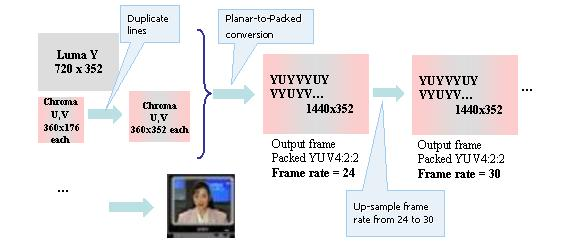 Duplicate
lines
Planar-to-Packed
conversion
Luma Y
720 x 352
Chroma
U,V
360x176
each
Chroma
U,V
360x352 each
YUYVYUY
VYUYV...
1440x352
YUYVYUY
VYUYV...
1440x352
...
Output frame
Packed YUV4:2:2
Frame rate = 24
Output frame
Packed YUV4:2:2
Frame rate = 30
...
Up-sample frame
rate from 24 to 30